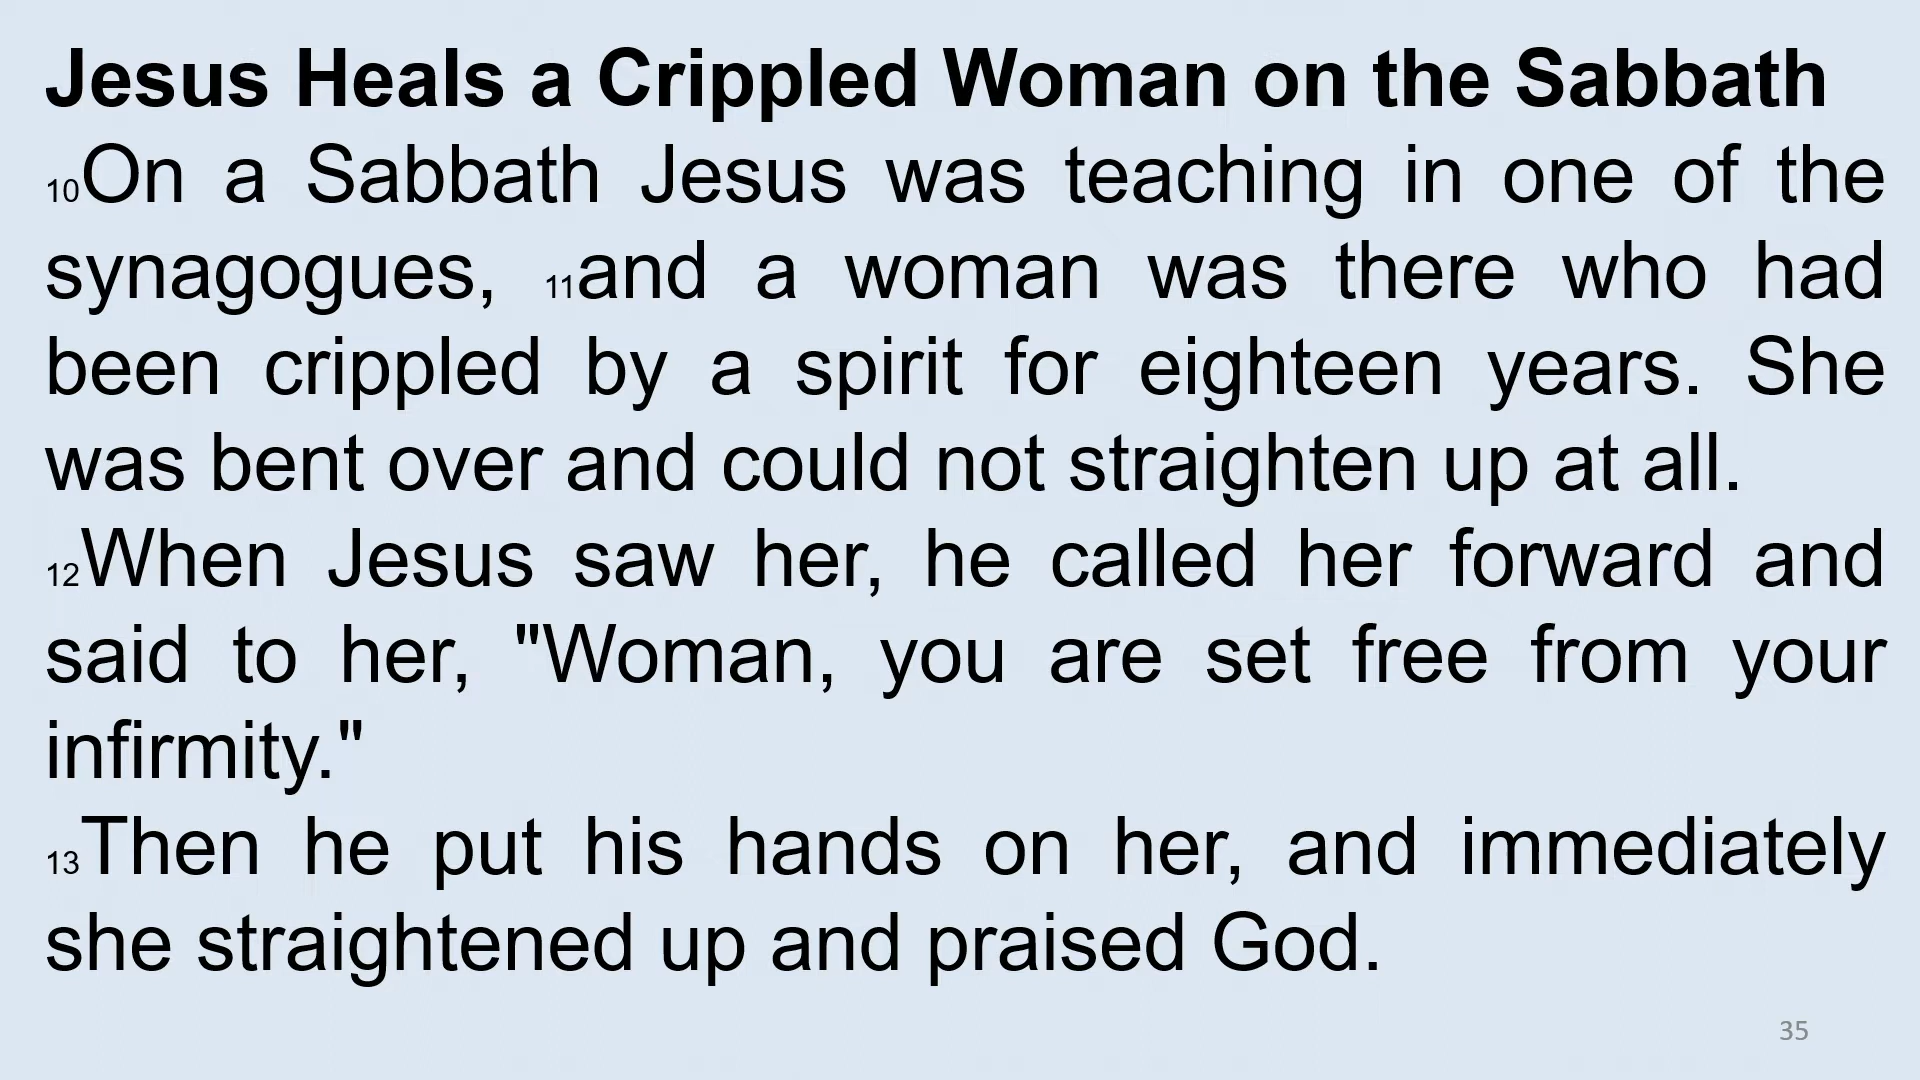 Jesus Heals a Crippled Woman on the Sabbath
10On a Sabbath Jesus was teaching in one of the
synagogues, 11and a woman was there who had
been crippled by a spirit for eighteen years. She
was bent over and could not straighten up at all.
12When Jesus saw her, he called her forward and
said to her, "Woman, you are set free from your
infirmity."
13Then he put his hands on her, and immediately
she straightened up and praised God.
35